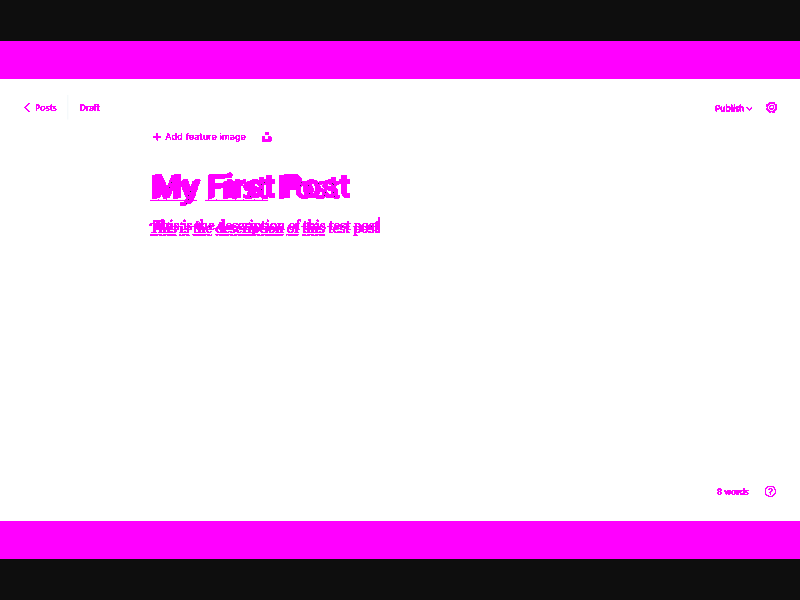 Posts Draft Publish
+ Add feature image
My First Post
This is the description of this test post
8 words